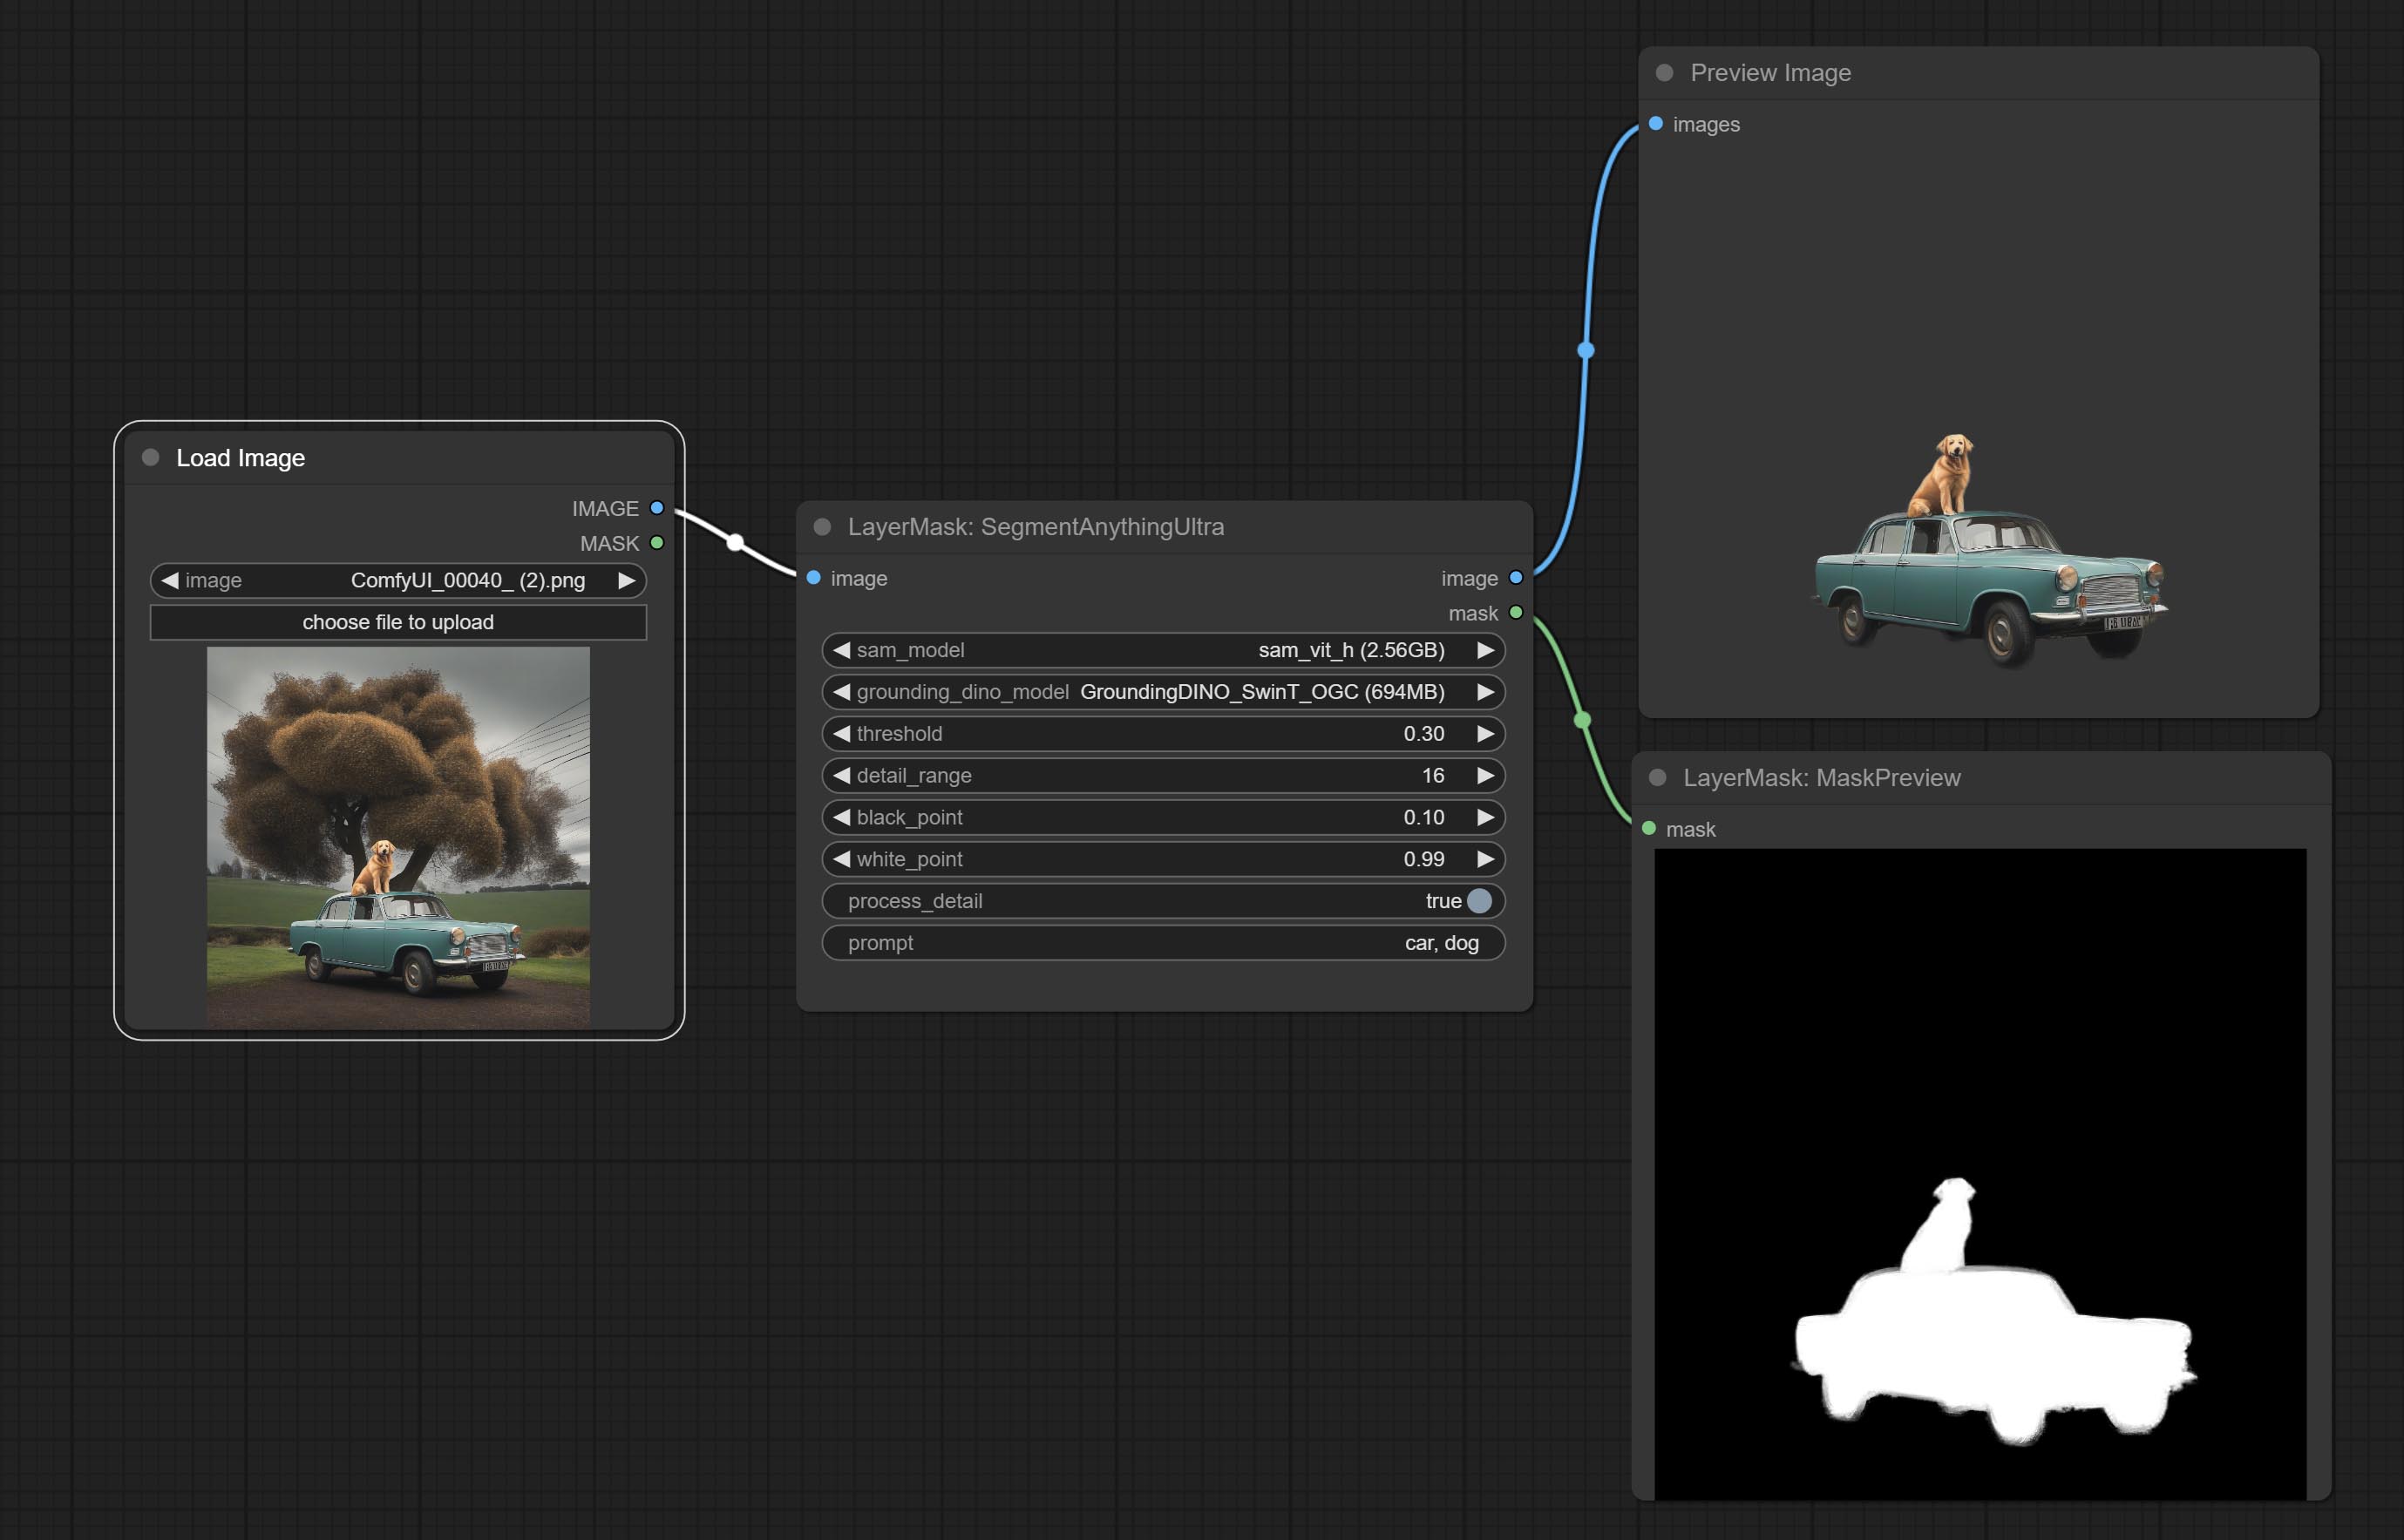 Load Image
IMAGE
MASK
image ComfyUI_00040_ (2).png
choose file to upload
LayerMask: SegmentAnythingUltra
image image
mask
sam_model sam_vit_h (2.56GB)
grounding_dino_model GroundingDINO_SwinT_OGC (694MB)
threshold 0.30
detail_range 16
black_point 0.10
white_point 0.99
process_detail true
prompt car, dog
Preview Image
images
LayerMask: MaskPreview
mask